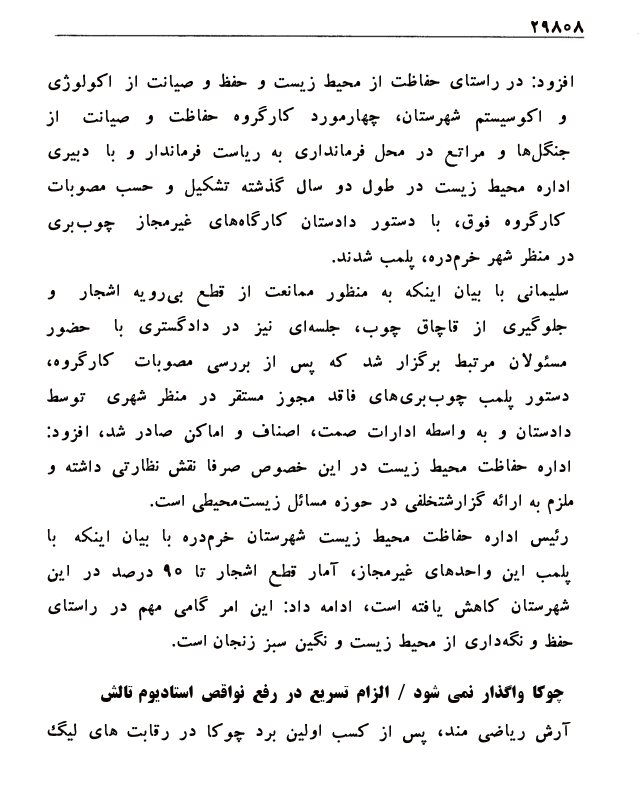 ۲۹۸۰۸
افزود: در راستای حفاظت از محیط زیست و حفظ و صیانت از اکولوژی
و اکوسیستم شهرستان، چهارمورد کارگروه حفاظت و صیانت از
جنگل‌ها و مراتع در محل فرمانداری به ریاست فرماندار و با دبیری
اداره محیط زیست در طول دو سال گذشته تشکیل و حسب مصوبات
کارگروه فوق، با دستور دادستان کارگاه‌های غیرمجاز چوب‌بری
در منظر شهر خرم‌دره، پلمب شدند.
سلیمانی با بیان اینکه به منظور ممانعت از قطع بی‌رویه اشجار و
جلوگیری از قاچاق چوب، جلسه‌ای نیز در دادگستری با حضور
مسئولان مرتبط برگزار شد که پس از بررسی مصوبات کارگروه،
دستور پلمب چوب‌بری‌های فاقد مجوز مستقر در منظر شهری توسط
دادستان و به واسطه ادارات صمت، اصناف و اماکن صادر شد، افزود:
اداره حفاظت محیط زیست در این خصوص صرفا نقش نظارتی داشته و
ملزم به ارائه گزارشتخلفی در حوزه مسائل زیست‌محیطی است.
رئیس اداره حفاظت محیط زیست شهرستان خرم‌دره با بیان اینکه با
پلمب این واحدهای غیرمجاز، آمار قطع اشجار تا ۹۰ درصد در این
شهرستان کاهش یافته است، ادامه داد: این امر گامی مهم در راستای
حفظ و نگه‌داری از محیط زیست و نگین سبز زنجان است.
چوکا واگذار نمی شود / الزام تسریع در رفع نواقص استادیوم تالش
آرش ریاضی مند، پس از کسب اولین برد چوکا در رقابت های لیگ